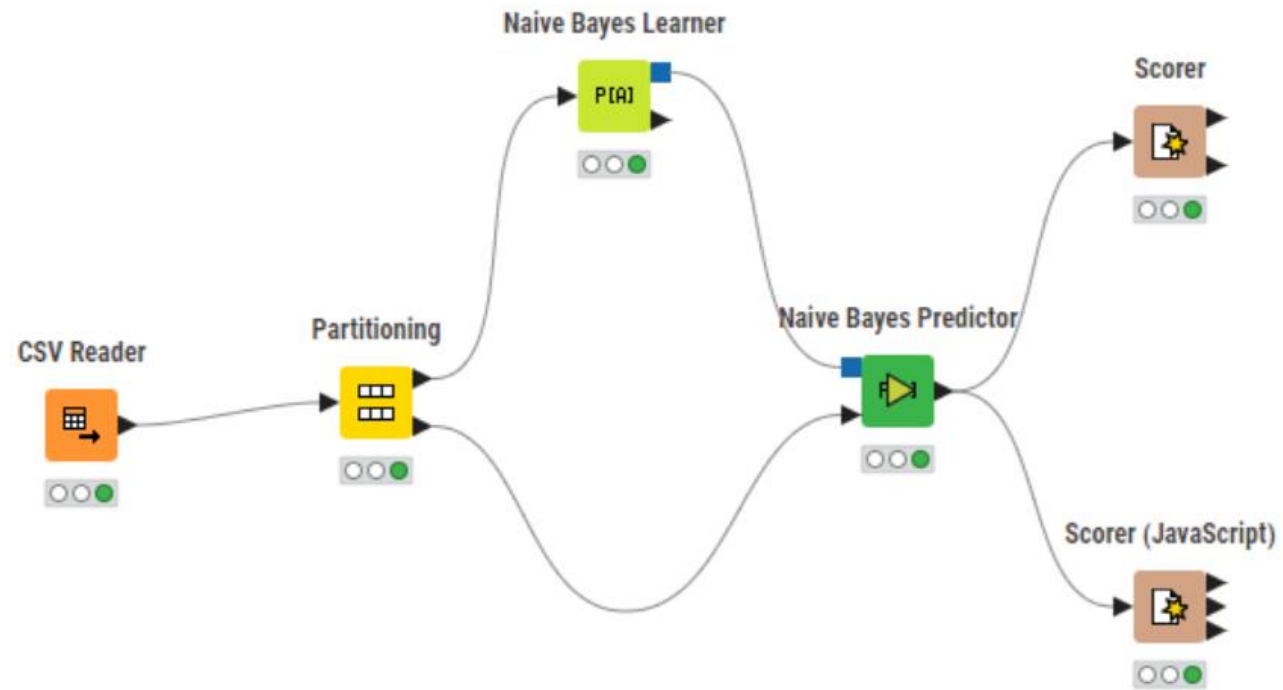 Naive Bayes Learner
P[A]
Scorer
Naive Bayes Predictor
Partitioning
CSV Reader
Scorer (JavaScript)